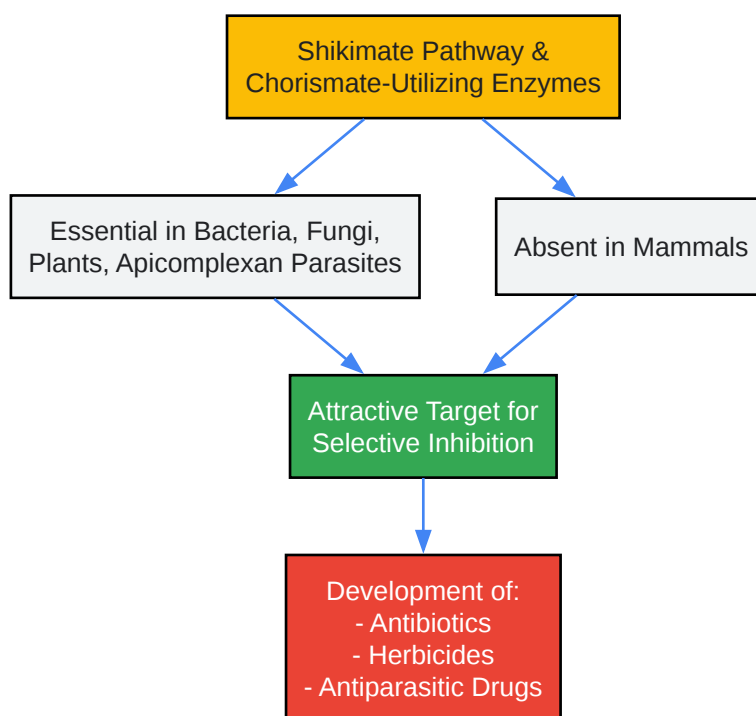 Shikimate Pathway &
Chorismate-Utilizing Enzymes
Essential in Bacteria, Fungi,
Plants, Apicomplexan Parasites
Absent in Mammals
Attractive Target for
Selective Inhibition
Development of:
- Antibiotics
- Herbicides
- Antiparasitic Drugs